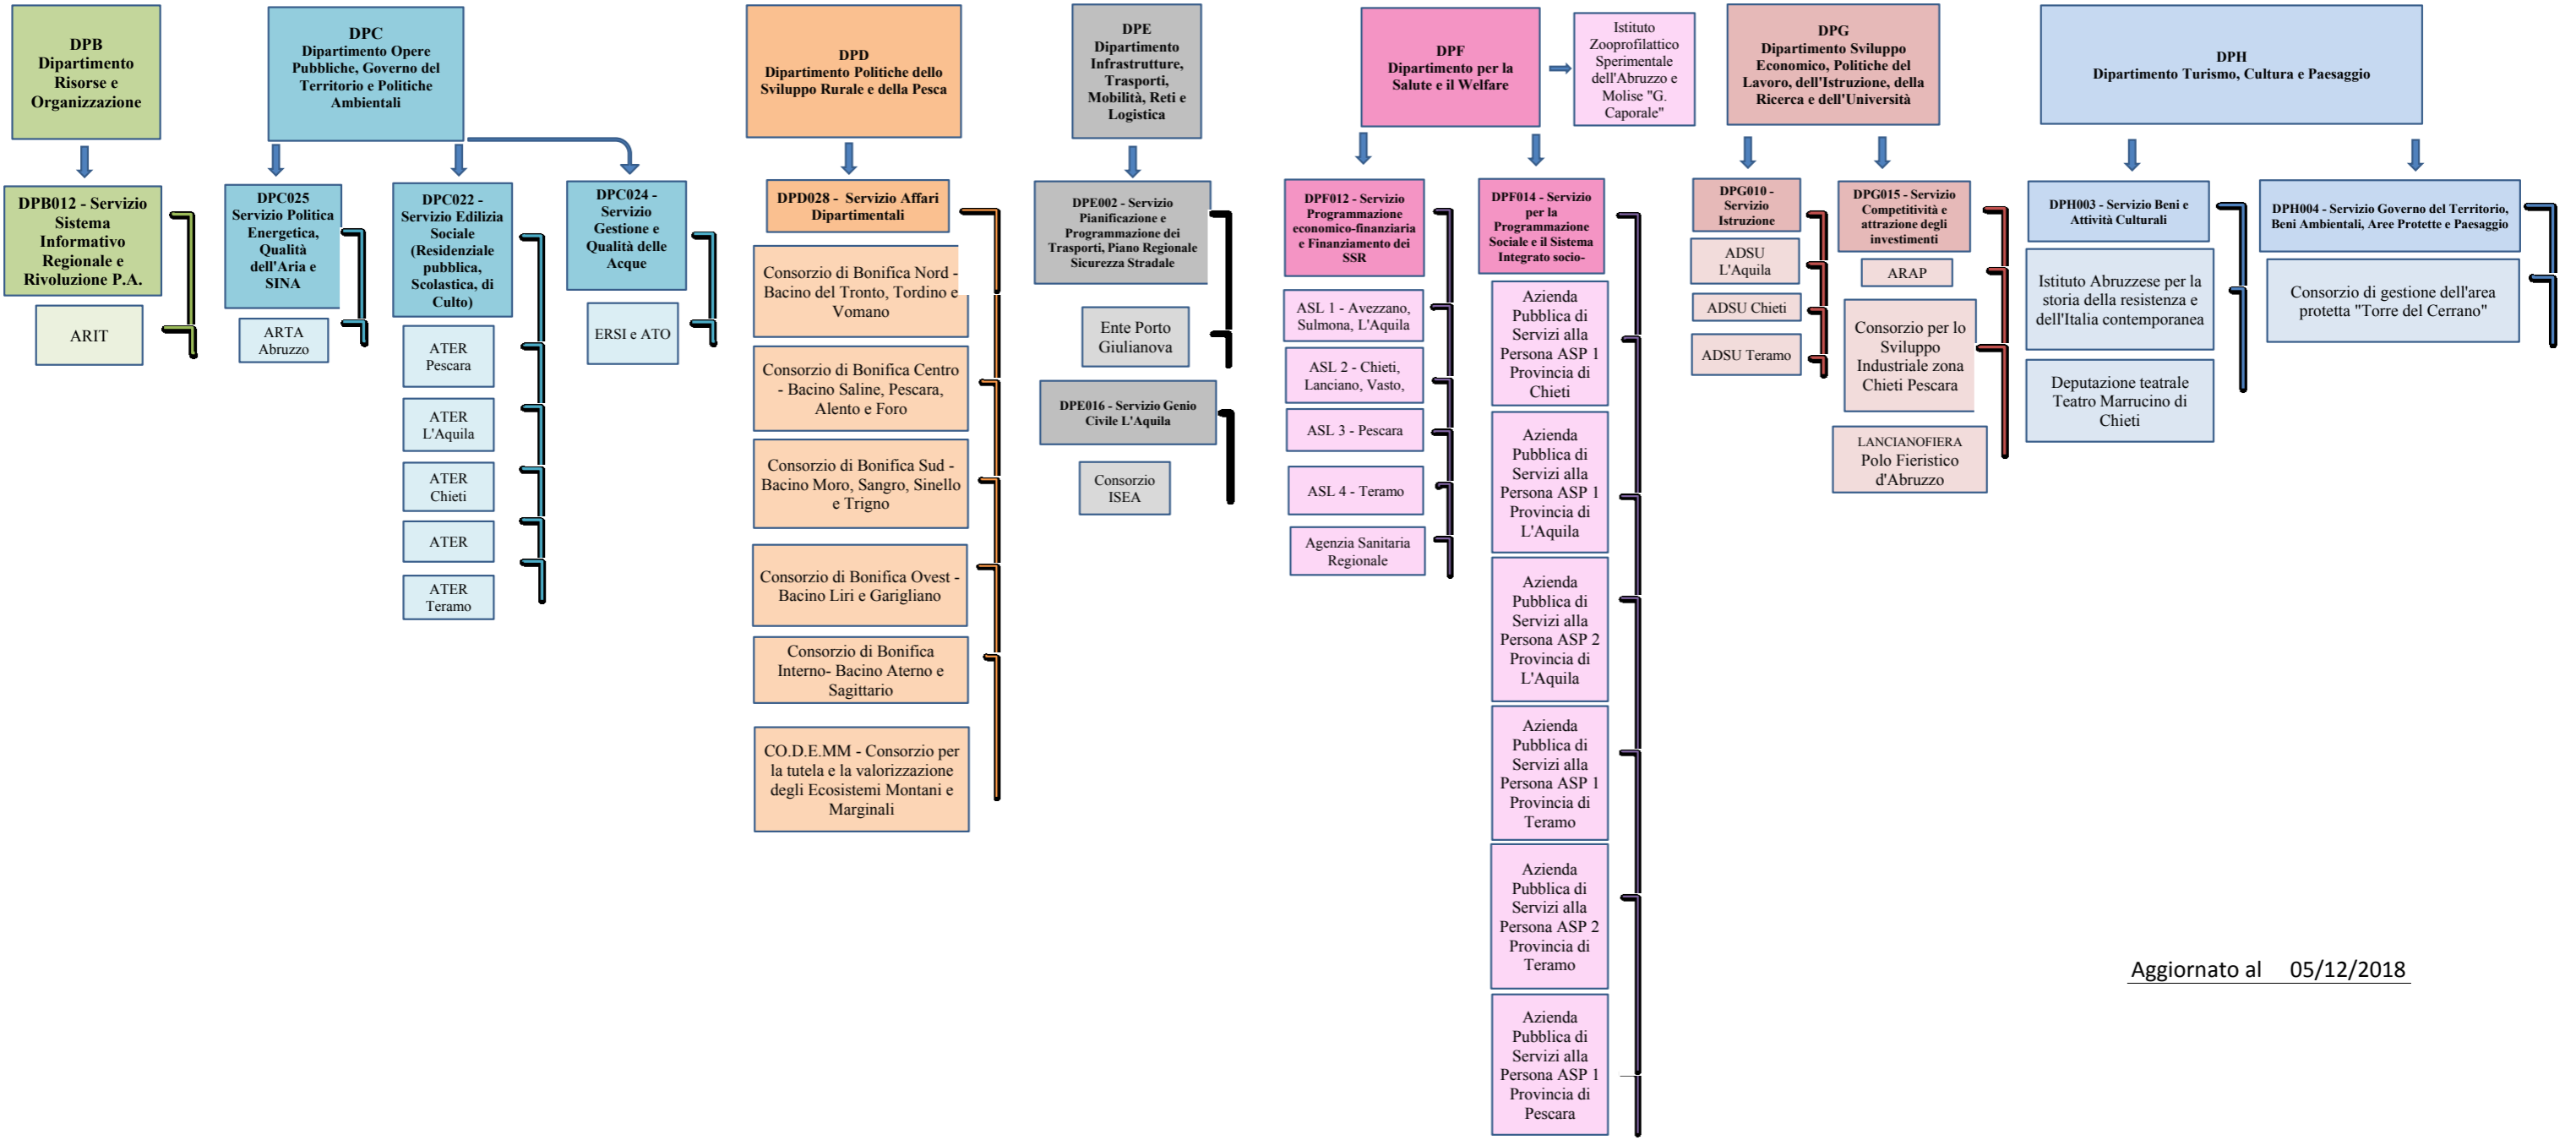 DPB
Dipartimento
Risorse e
Organizzazione
DPB012 - Servizio
Sistema
Informativo
Regionale e
Rivoluzione P.A.
ARIT
DPC
Dipartimento Opere
Pubbliche, Governo del
Territorio e Politiche
Ambientali
DPC025
Servizio Politica
Energetica,
Qualità
dell'Aria e
SINA
ARTA
Abruzzo
DPC022 -
Servizio Edilizia
Sociale
(Residenziale
pubblica,
Scolastica, di
Culto)
ATER
Pescara
ATER
L'Aquila
ATER
Chieti
ATER
ATER
Teramo
DPC024 -
Servizio
Gestione e
Qualità delle
Acque
ERSI e ATO
DPD
Dipartimento Politiche dello
Sviluppo Rurale e della Pesca
DPD028 - Servizio Affari
Dipartimentali
Consorzio di Bonifica Nord -
Bacino del Tronto, Tordino e
Vomano
Consorzio di Bonifica Centro
- Bacino Saline, Pescara,
Alento e Foro
Consorzio di Bonifica Sud -
Bacino Moro, Sangro, Sinello
e Trigno
Consorzio di Bonifica Ovest -
Bacino Liri e Garigliano
Consorzio di Bonifica
Interno- Bacino Aterno e
Sagittario
CO.D.E.MM - Consorzio per
la tutela e la valorizzazione
degli Ecosistemi Montani e
Marginali
DPE
Dipartimento
Infrastrutture,
Trasporti,
Mobilità, Reti e
Logistica
DPE002 - Servizio
Pianificazione e
Programmazione dei
Trasporti, Piano Regionale
Sicurezza Stradale
Ente Porto
Giulianova
DPE016 - Servizio Genio
Civile L'Aquila
Consorzio
ISEA
DPF
Dipartimento per la
Salute e il Welfare
Istituto
Zooprofilattico
Sperimentale
dell'Abruzzo e
Molise "G.
Caporale"
DPF012 - Servizio
Programmazione
economico-finanziaria
e Finanziamento dei
SSR
ASL 1 - Avezzano,
Sulmona, L'Aquila
ASL 2 - Chieti,
Lanciano, Vasto,
ASL 3 - Pescara
ASL 4 - Teramo
Agenzia Sanitaria
Regionale
DPF014 - Servizio
per la
Programmazione
Sociale e il Sistema
Integrato socio-
Azienda
Pubblica di
Servizi alla
Persona ASP 1
Provincia di
Chieti
Azienda
Pubblica di
Servizi alla
Persona ASP 1
Provincia di
L'Aquila
Azienda
Pubblica di
Servizi alla
Persona ASP 2
Provincia di
L'Aquila
Azienda
Pubblica di
Servizi alla
Persona ASP 1
Provincia di
Teramo
Azienda
Pubblica di
Servizi alla
Persona ASP 2
Provincia di
Teramo
Azienda
Pubblica di
Servizi alla
Persona ASP 1
Provincia di
Pescara
DPG
Dipartimento Sviluppo
Economico, Politiche del
Lavoro, dell'Istruzione, della
Ricerca e dell'Università
DPG010 -
Servizio
Istruzione
ADSU
L'Aquila
ADSU Chieti
ADSU Teramo
DPG015 - Servizio
Competitività e
attrazione degli
investimenti
ARAP
Consorzio per lo
Sviluppo
Industriale zona
Chieti Pescara
LANCIANOFIERA
Polo Fieristico
d'Abruzzo
DPH
Dipartimento Turismo, Cultura e Paesaggio
DPH003 - Servizio Beni e
Attività Culturali
Istituto Abruzzese per la
storia della resistenza e
dell'Italia contemporanea
Deputazione teatrale
Teatro Marrucino di
Chieti
DPH004 - Servizio Governo del Territorio,
Beni Ambientali, Aree Protette e Paesaggio
Consorzio di gestione dell'area
protetta "Torre del Cerrano"
Aggiornato al 05/12/2018